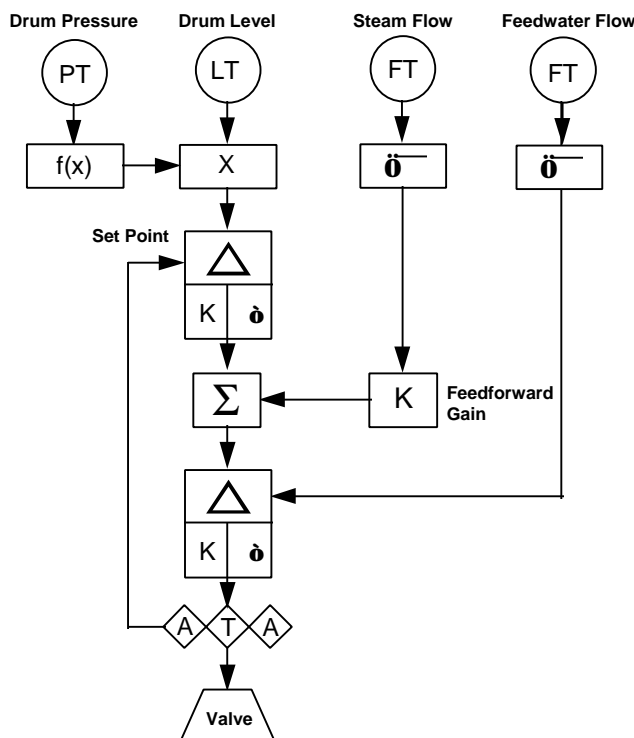 Drum Pressure Drum Level Steam Flow Feedwater Flow
PT LT FT FT
f(x) X Ö Ö
Set Point
△
K ò
Σ K Feedforward
Gain
△
K ò
A T A
Valve